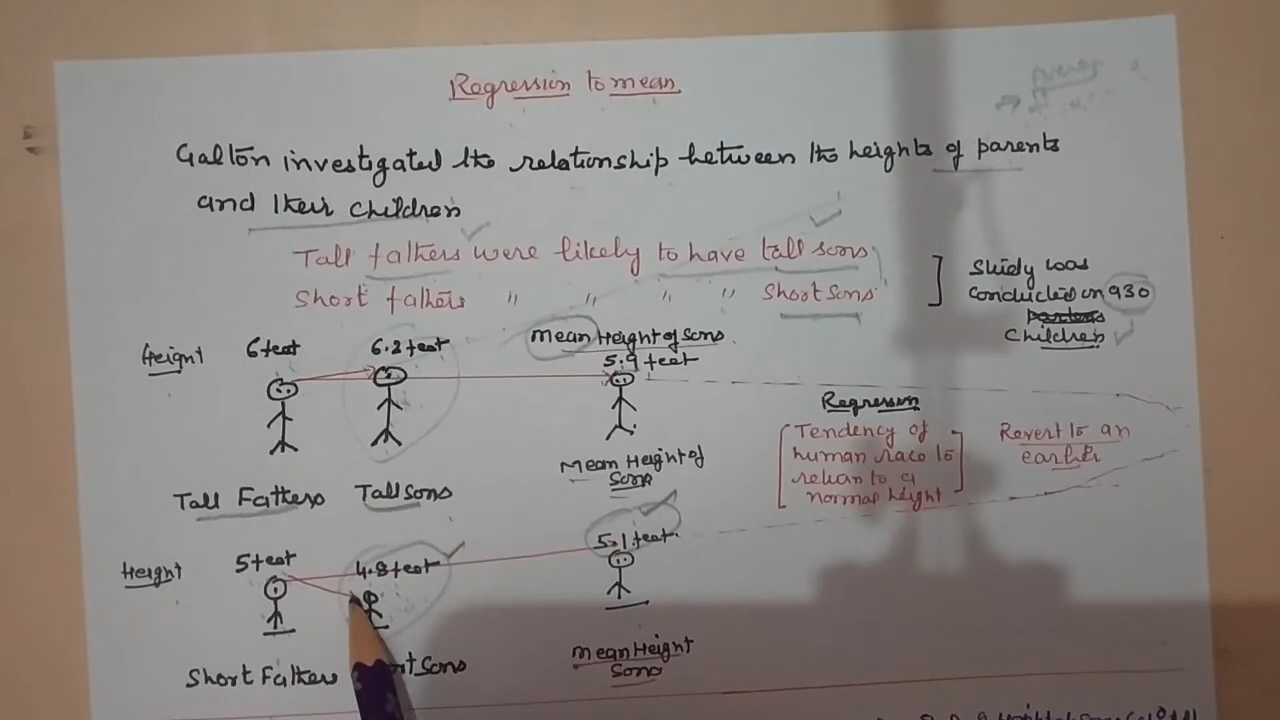 Regression to mean
Galton investigated the relationship between the heights of parents
and their children
Tall fathers were likely to have tall sons
Short fathers " " " " Short sons
Study was
conducted on 930
Children
Height 6 feet 6.2 feet Mean Height of Sons
5.9 feet
Regression
Tendency of
human race to
return to a
normal height
Revert to an
earlier
Tall Fathers Tall Sons Mean Height of
Sons
Height 5 feet 4.8 feet 5.1 feet
Short Fathers Sons Mean Height
Sons